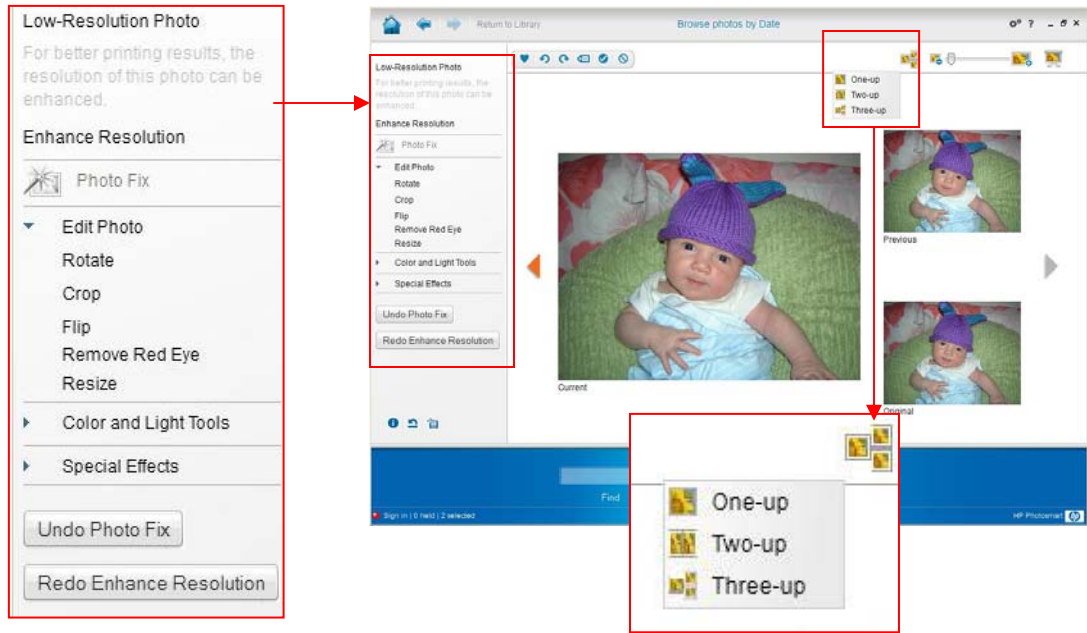 Low-Resolution Photo
For better printing results, the
resolution of this photo can be
enhanced.
Enhance Resolution
Photo Fix
Edit Photo
Rotate
Crop
Flip
Remove Red Eye
Resize
Color and Light Tools
Special Effects
Undo Photo Fix
Redo Enhance Resolution
Return to Library
Browse photos by Date
?
Low-Resolution Photo
For better printing results, the
resolution of this photo can be
enhanced.
Enhance Resolution
Photo Fix
Edit Photo
Rotate
Crop
Flip
Remove Red Eye
Resize
Color and Light Tools
Special Effects
Undo Photo Fix
Redo Enhance Resolution
One-up
Two-up
Three-up
Previous
Current
Original
Find
Sign in | 0 held | 2 selected
HP Photosmart
hp
One-up
Two-up
Three-up